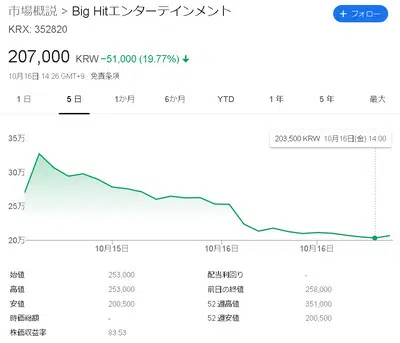 市場概説 > Big Hitエンターテインメント
KRX: 352820
+ フォロー
207,000 KRW −51,000 (19.77%) ↓
10月16日 14:26 GMT+9 免責条項
1 日 5 日 1か月 6か月 YTD 1 年 5 年 最大
203,500 KRW 10月16日(金) 14:00
35万
30万
25万
20万
10月15日 10月16日 10月16日
始値 253,000 配当利回り -
高値 253,000 前日の終値 258,000
安値 200,500 52 週高値 351,000
時価総額 - 52 週安値 200,500
株価収益率 83.53